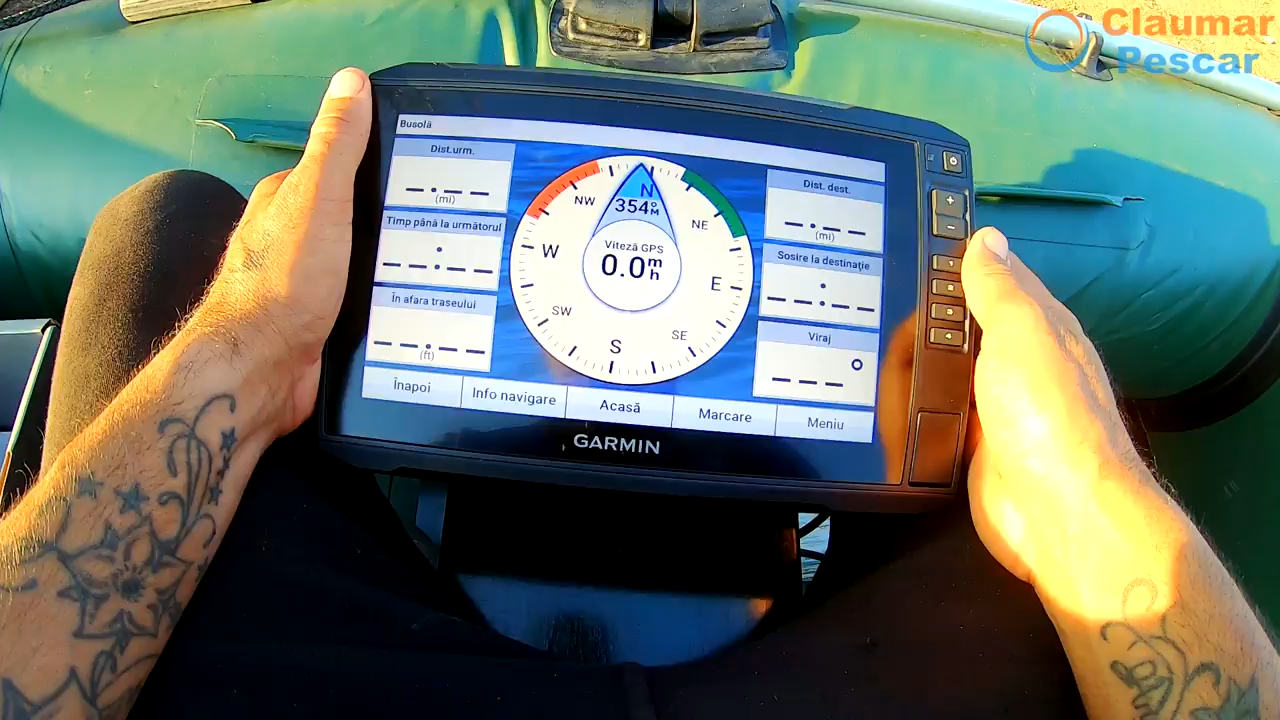 Claumar
Pescar
Busolă
Dist.urm.
(mi)
Timp până la următorul
În afara traseului
(ft)
N
NW
NE
354°M
W
E
Viteză GPS
0.0 m/h
SW
SE
S
Dist. dest.
(mi)
Sosire la destinație
Viraj
Înapoi
Info navigare
Acasă
Marcare
Meniu
GARMIN